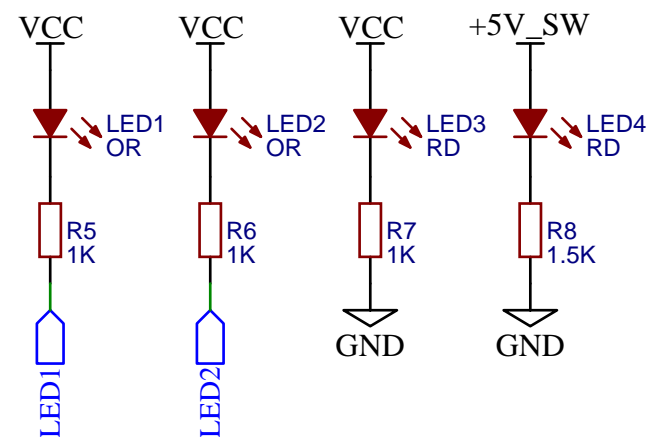 VCC
VCC
VCC
+5V_SW
LED1
OR
LED2
OR
LED3
RD
LED4
RD
R5
1K
R6
1K
R7
1K
R8
1.5K
GND
GND
LED1
LED2